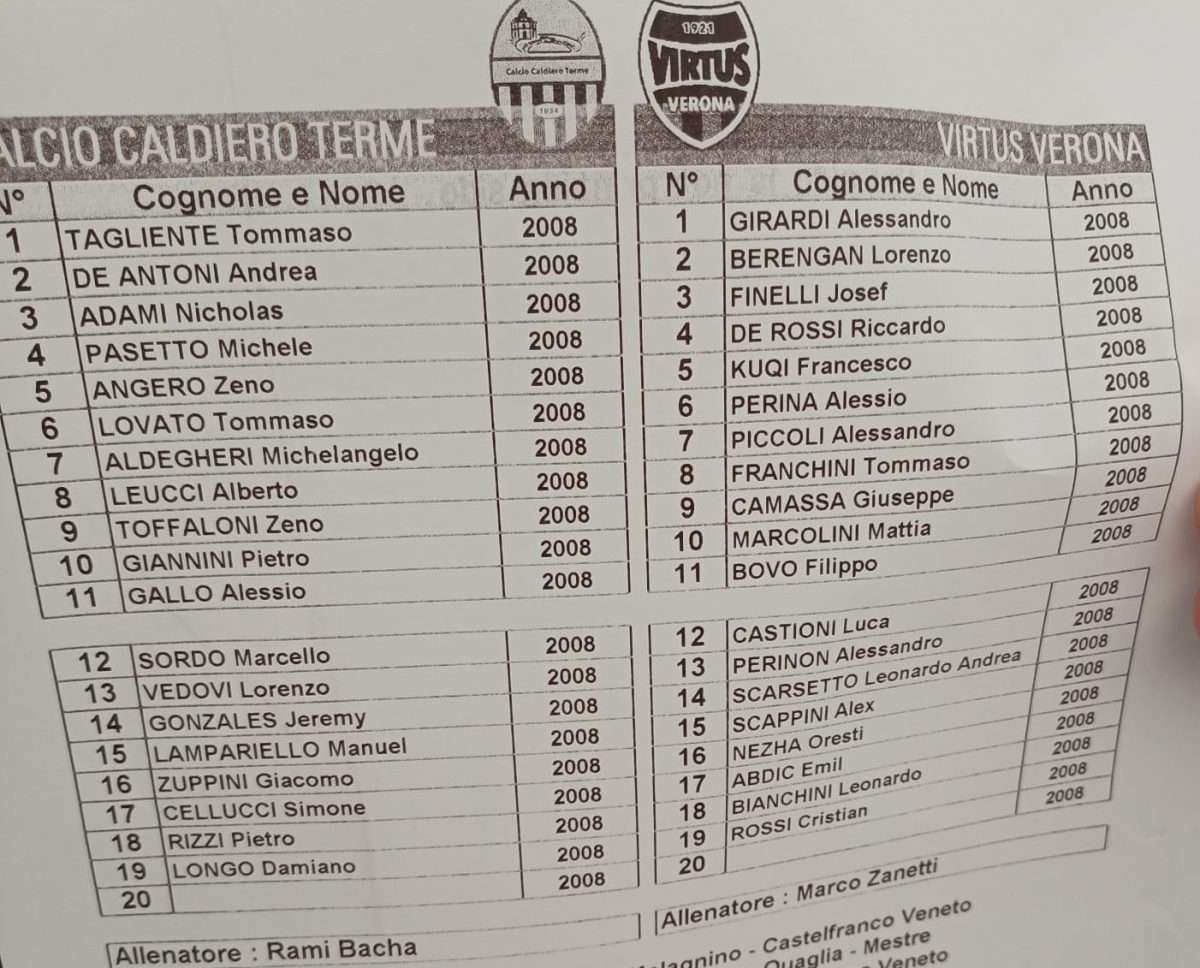 Calcio Caldiero Terme
1934
1921
VIRTUS
VERONA
ALCIO CALDIERO TERME
Nº Cognome e Nome Anno
1 TAGLIENTE Tommaso 2008
2 DE ANTONI Andrea 2008
3 ADAMI Nicholas 2008
4 PASETTO Michele 2008
5 ANGERO Zeno 2008
6 LOVATO Tommaso 2008
7 ALDEGHERI Michelangelo 2008
8 LEUCCI Alberto 2008
9 TOFFALONI Zeno 2008
10 GIANNINI Pietro 2008
11 GALLO Alessio 2008
12 SORDO Marcello 2008
13 VEDOVI Lorenzo 2008
14 GONZALES Jeremy 2008
15 LAMPARIELLO Manuel 2008
16 ZUPPINI Giacomo 2008
17 CELLUCCI Simone 2008
18 RIZZI Pietro 2008
19 LONGO Damiano 2008
20 2008
Allenatore : Rami Bacha
VIRTUS VERONA
Nº Cognome e Nome Anno
1 GIRARDI Alessandro 2008
2 BERENGAN Lorenzo 2008
3 FINELLI Josef 2008
4 DE ROSSI Riccardo 2008
5 KUQI Francesco 2008
6 PERINA Alessio 2008
7 PICCOLI Alessandro 2008
8 FRANCHINI Tommaso 2008
9 CAMASSA Giuseppe 2008
10 MARCOLINI Mattia 2008
11 BOVO Filippo 2008
12 CASTIONI Luca 2008
13 PERINON Alessandro 2008
14 SCARSETTO Leonardo Andrea 2008
15 SCAPPINI Alex 2008
16 NEZHA Oresti 2008
17 ABDIC Emil 2008
18 BIANCHINI Leonardo 2008
19 ROSSI Cristian 2008
20 2008
Allenatore : Marco Zanetti
- Castelfranco Veneto
Quaglia - Mestre
Veneto